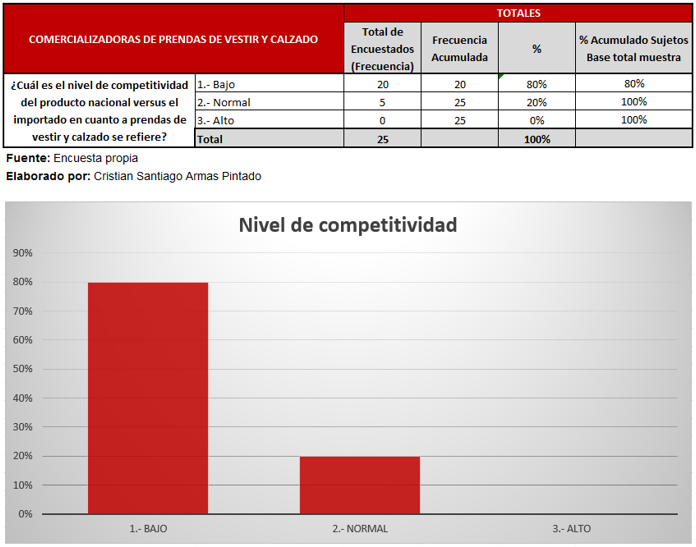 COMERCIALIZADORAS DE PRENDAS DE VESTIR Y CALZADO
TOTALES
Total de Encuestados (Frecuencia)
Frecuencia Acumulada
%
% Acumulado Sujetos Base total muestra
¿Cuál es el nivel de competitividad
del producto nacional versus el
importado en cuanto a prendas de
vestir y calzado se refiere?
1.- Bajo 20 20 80% 80%
2.- Normal 5 25 20% 100%
3.- Alto 0 25 0% 100%
Total 25 100%
Fuente: Encuesta propia
Elaborado por: Cristian Santiago Armas Pintado
Nivel de competitividad
90%
80%
70%
60%
50%
40%
30%
20%
10%
0%
1.- BAJO 2.- NORMAL 3.- ALTO